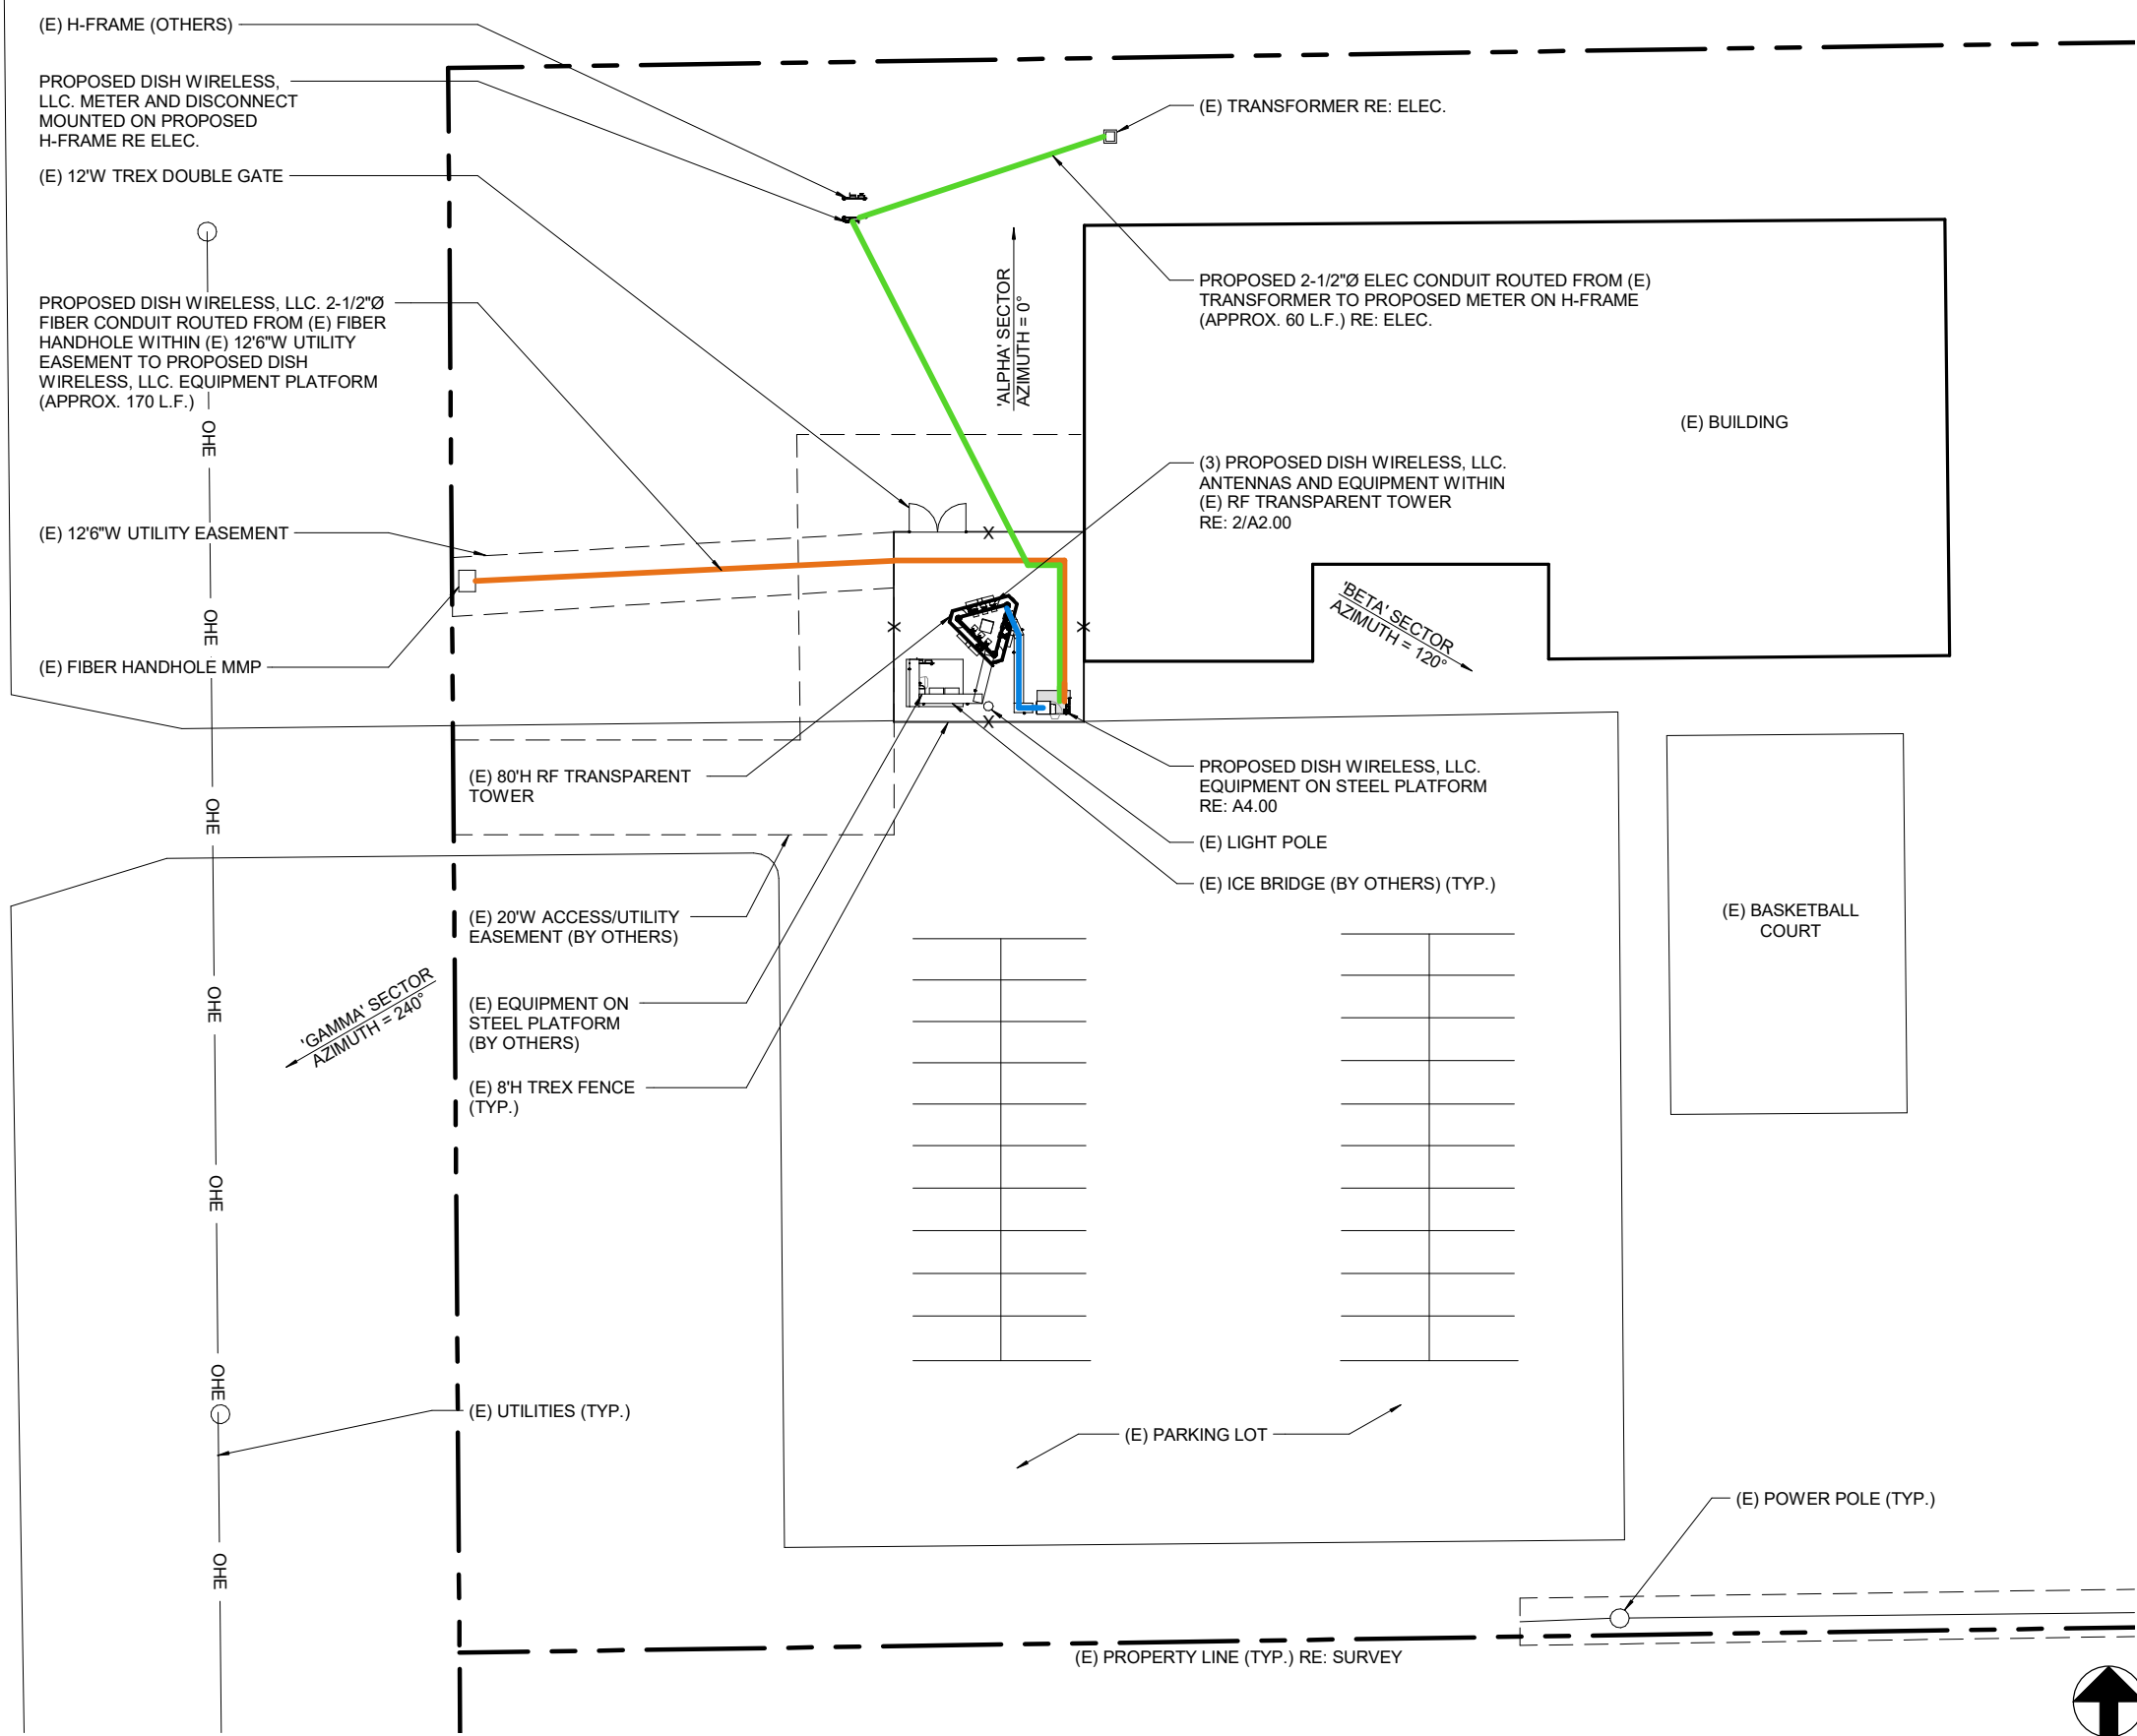 (E) H-FRAME (OTHERS)
PROPOSED DISH WIRELESS,
LLC. METER AND DISCONNECT
MOUNTED ON PROPOSED
H-FRAME RE ELEC.
(E) 12'W TREX DOUBLE GATE
PROPOSED DISH WIRELESS, LLC. 2-1/2"Ø
FIBER CONDUIT ROUTED FROM (E) FIBER
HANDHOLE WITHIN (E) 12'6"W UTILITY
EASEMENT TO PROPOSED DISH
WIRELESS, LLC. EQUIPMENT PLATFORM
(APPROX. 170 L.F.)
(E) 12'6"W UTILITY EASEMENT
(E) FIBER HANDHOLE MMP
OHE
OHE
OHE
OHE
OHE
OHE
OHE
(E) TRANSFORMER RE: ELEC.
'ALPHA' SECTOR
AZIMUTH = 0°
PROPOSED 2-1/2"Ø ELEC CONDUIT ROUTED FROM (E)
TRANSFORMER TO PROPOSED METER ON H-FRAME
(APPROX. 60 L.F.) RE: ELEC.
(E) BUILDING
(3) PROPOSED DISH WIRELESS, LLC.
ANTENNAS AND EQUIPMENT WITHIN
(E) RF TRANSPARENT TOWER
RE: 2/A2.00
X
X
X
X
'BETA' SECTOR
AZIMUTH = 120°
(E) 80'H RF TRANSPARENT
TOWER
PROPOSED DISH WIRELESS, LLC.
EQUIPMENT ON STEEL PLATFORM
RE: A4.00
(E) LIGHT POLE
(E) ICE BRIDGE (BY OTHERS) (TYP.)
(E) 20'W ACCESS/UTILITY
EASEMENT (BY OTHERS)
'GAMMA' SECTOR
AZIMUTH = 240°
(E) EQUIPMENT ON
STEEL PLATFORM
(BY OTHERS)
(E) 8'H TREX FENCE
(TYP.)
(E) BASKETBALL
COURT
(E) UTILITIES (TYP.)
(E) PARKING LOT
(E) POWER POLE (TYP.)
(E) PROPERTY LINE (TYP.) RE: SURVEY